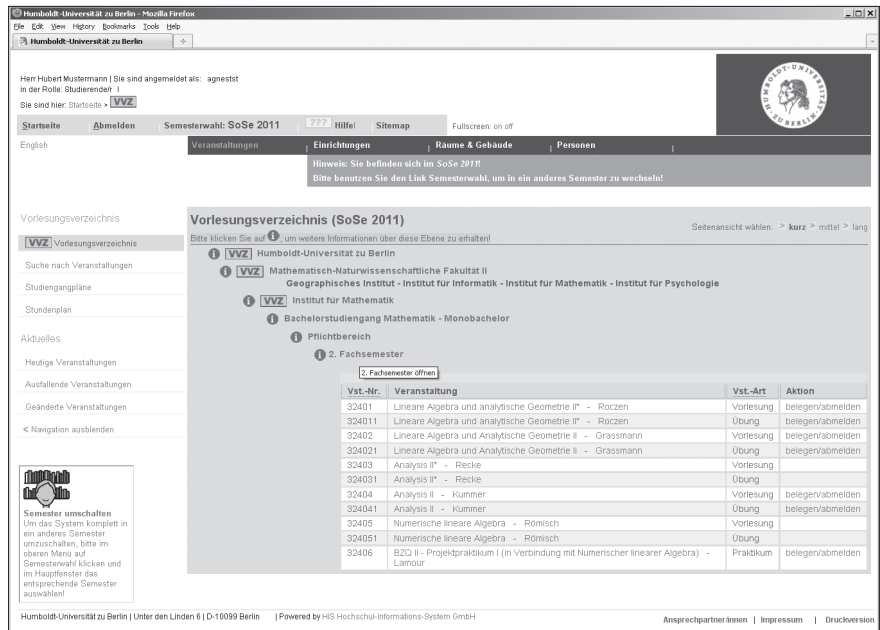 Humboldt-Universität zu Berlin - Mozilla Firefox
File Edit View History Bookmarks Tools Help
Humboldt-Universität zu Berlin
Herr Hubert Mustermann | Sie sind angemeldet als: agnestst
in der Rolle: Studierende/r |
Sie sind hier: Startseite > VVZ
HUMBOLDT-UNIVERSITÄT ZU BERLIN
Startseite Abmelden Semesterwahl: SoSe 2011 ??? Hilfe| Sitemap Fullscreen: on off
English Veranstaltungen | Einrichtungen | Räume & Gebäude | Personen |
Hinweis: Sie befinden sich im SoSe 2011!
Bitte benutzen Sie den Link Semesterwahl, um in ein anderes Semester zu wechseln!
Vorlesungsverzeichnis
VVZ Vorlesungsverzeichnis
Suche nach Veranstaltungen
Studiengangpläne
Stundenplan
Aktuelles
Heutige Veranstaltungen
Ausfallende Veranstaltungen
Geänderte Veranstaltungen
< Navigation ausblenden
Semester umschalten
Um das System komplett in
ein anderes Semester
umzuschalten, bitte im
oberen Menü auf
Semesterwahl klicken und
im Hauptfenster das
entsprechende Semester
auswählen!
Vorlesungsverzeichnis (SoSe 2011)
Seitenansicht wählen: > kurz > mittel > lang
Bitte klicken Sie auf i, um weitere Informationen über diese Ebene zu erhalten!
i VVZ Humboldt-Universität zu Berlin
i VVZ Mathematisch-Naturwissenschaftliche Fakultät II
Geographisches Institut - Institut für Informatik - Institut für Mathematik - Institut für Psychologie
i VVZ Institut für Mathematik
i Bachelorstudiengang Mathematik - Monobachelor
i Pflichtbereich
i 2. Fachsemester
2. Fachsemester öffnen
Vst.-Nr. Veranstaltung Vst.-Art Aktion
32401 Lineare Algebra und analytische Geometrie II* - Roczen Vorlesung belegen/abmelden
324011 Lineare Algebra und analytische Geometrie II* - Roczen Übung belegen/abmelden
32402 Lineare Algebra und Analytische Geometrie II - Grassmann Vorlesung belegen/abmelden
324021 Lineare Algebra und Analytische Geometrie II - Grassmann Übung belegen/abmelden
32403 Analysis II* - Recke Vorlesung
324031 Analysis II* - Recke Übung
32404 Analysis II - Kummer Vorlesung belegen/abmelden
324041 Analysis II - Kummer Übung belegen/abmelden
32405 Numerische lineare Algebra - Römisch Vorlesung
324051 Numerische lineare Algebra - Römisch Übung
32406 BZQ II - Projektpraktikum I (in Verbindung mit Numerischer linearer Algebra) - Praktikum belegen/abmelden
Lamour
Humboldt-Universität zu Berlin | Unter den Linden 6 | D-10099 Berlin | Powered by HIS Hochschul-Informations-System GmbH
Ansprechpartner/innen | Impressum | Druckversion